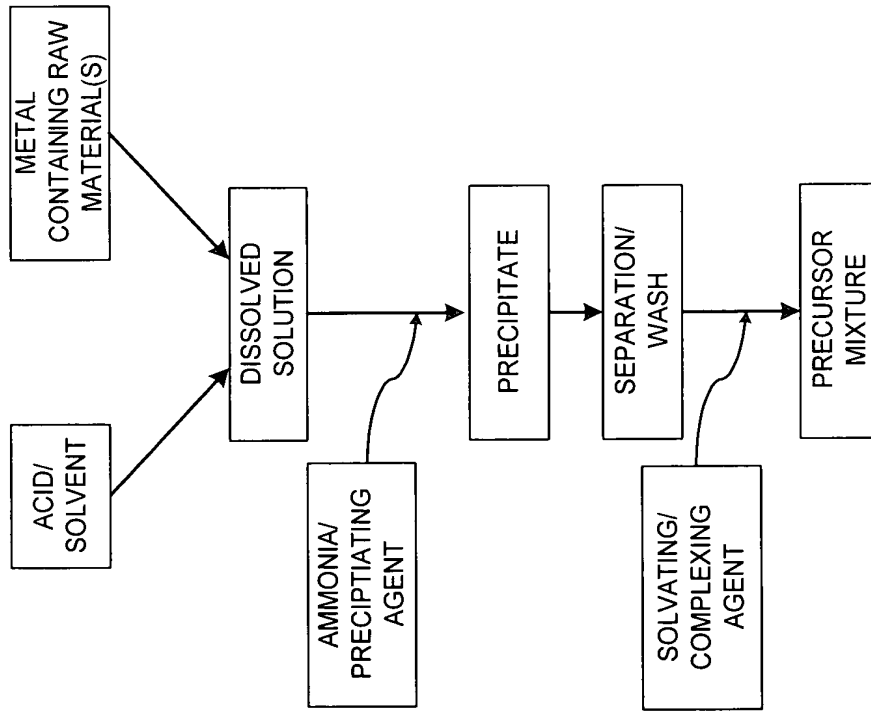 ACID/
SOLVENT
METAL
CONTAINING RAW
MATERIAL(S)
DISSOLVED
SOLUTION
AMMONIA/
PRECIPTIATING
AGENT
PRECIPITATE
SEPARATION/
WASH
SOLVATING/
COMPLEXING
AGENT
PRECURSOR
MIXTURE